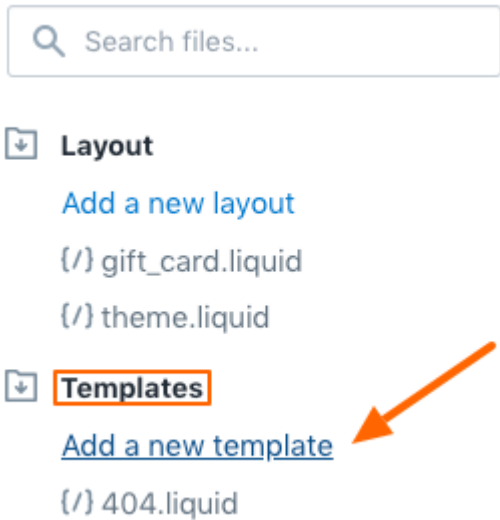 Search files...
Layout
Add a new layout
{/} gift_card.liquid
{/} theme.liquid
Templates
Add a new template
{/} 404.liquid